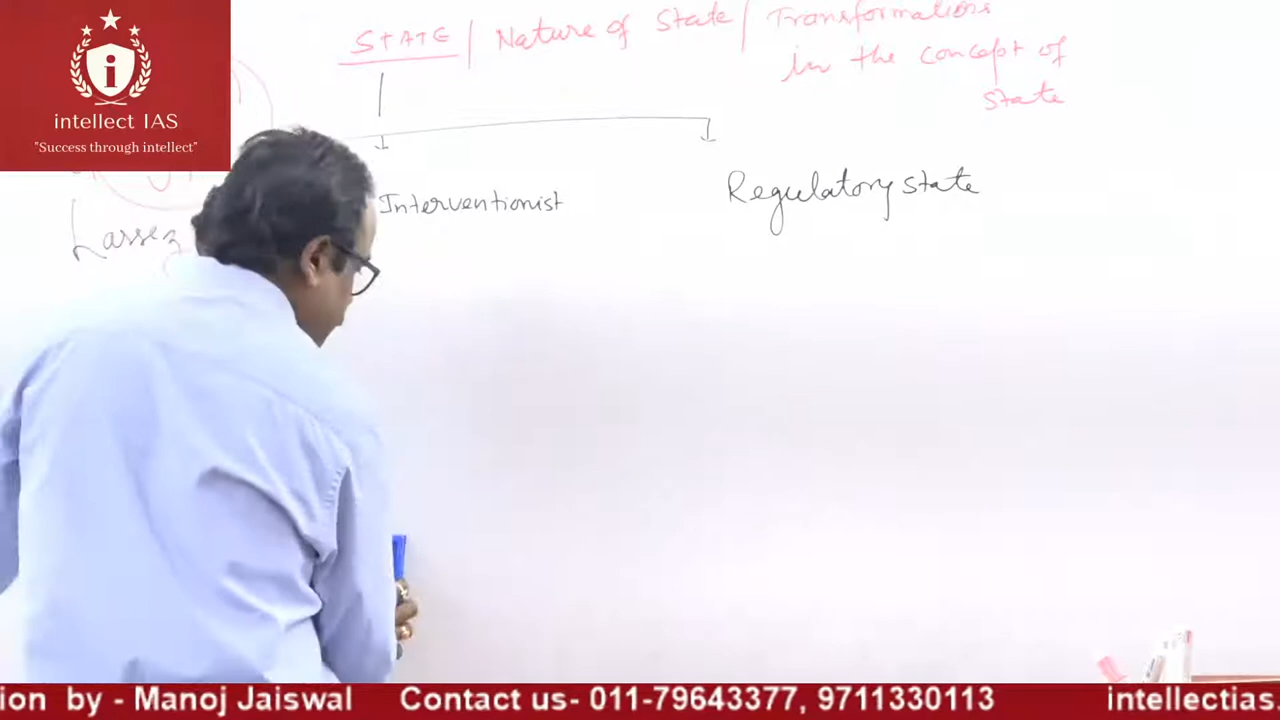 intellect IAS
"Success through intellect"
STATE / Nature of State / Transformations
in the concept of
State
Interventionist
Regulatory State
Lassez
ion by - Manoj Jaiswal Contact us- 011-79643377, 9711330113 intellectias.